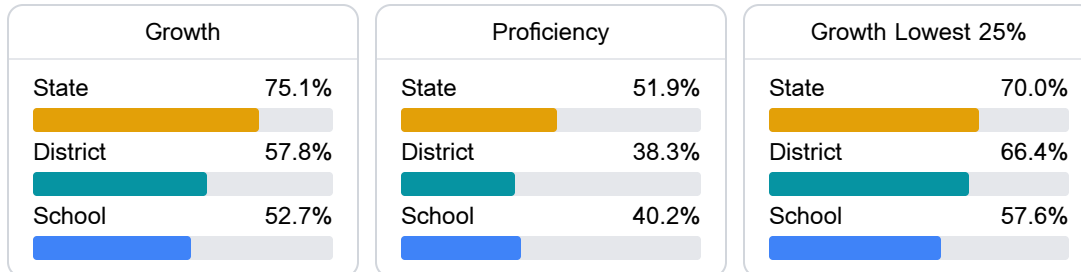 Growth
State 75.1%
District 57.8%
School 52.7%
Proficiency
State 51.9%
District 38.3%
School 40.2%
Growth Lowest 25%
State 70.0%
District 66.4%
School 57.6%